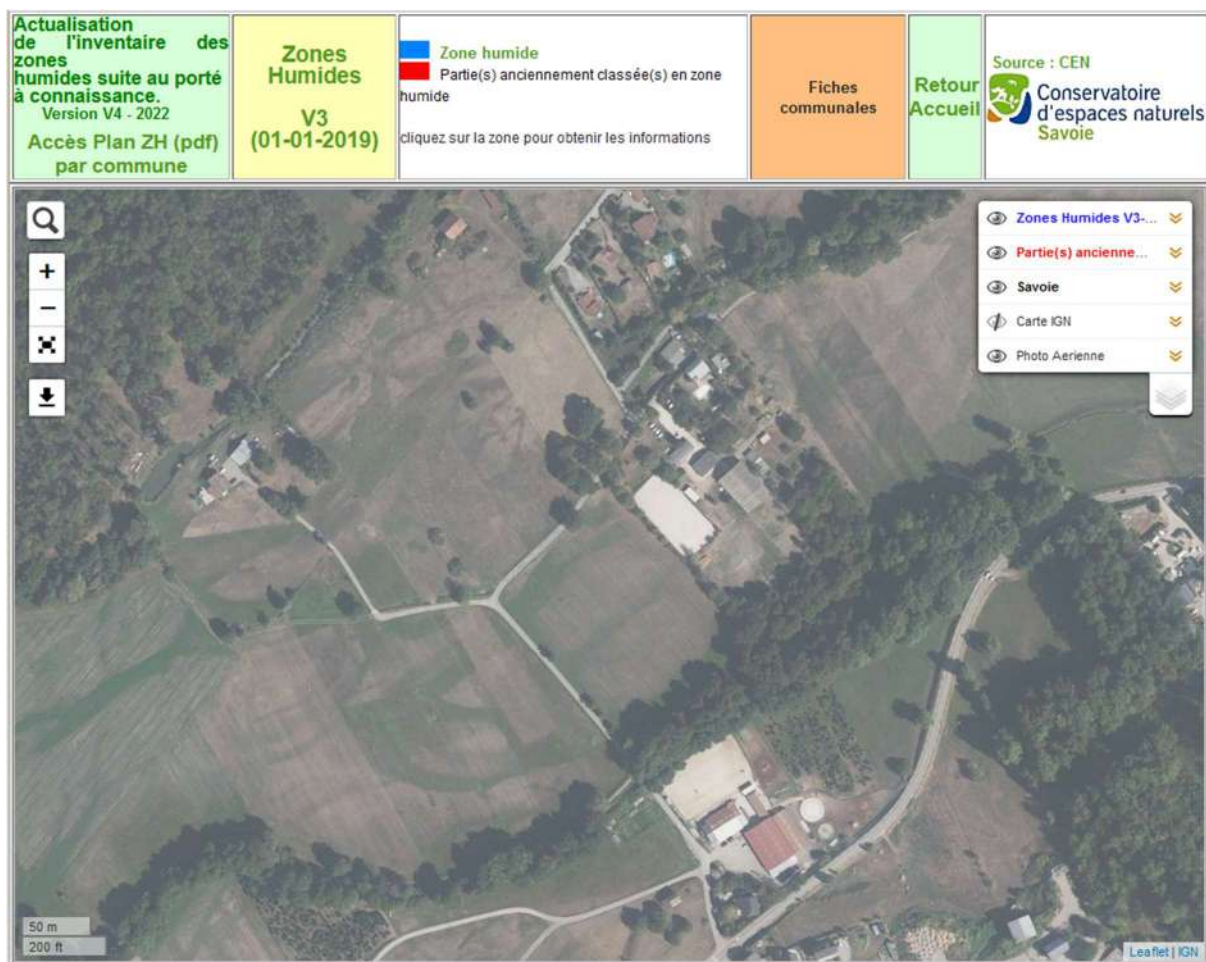 Actualisation
de l'inventaire des
zones
humides suite au porté
à connaissance.
Version V4 - 2022
Accès Plan ZH (pdf)
par commune
Zones
Humides
V3
(01-01-2019)
Zone humide
Partie(s) anciennement classée(s) en zone
humide
cliquez sur la zone pour obtenir les informations
Fiches
communales
Retour
Accueil
Source : CEN
Conservatoire
d'espaces naturels
Savoie
+
−
Zones Humides V3-...
Partie(s) ancienne...
Savoie
Carte IGN
Photo Aerienne
50 m
200 ft
Leaflet | IGN